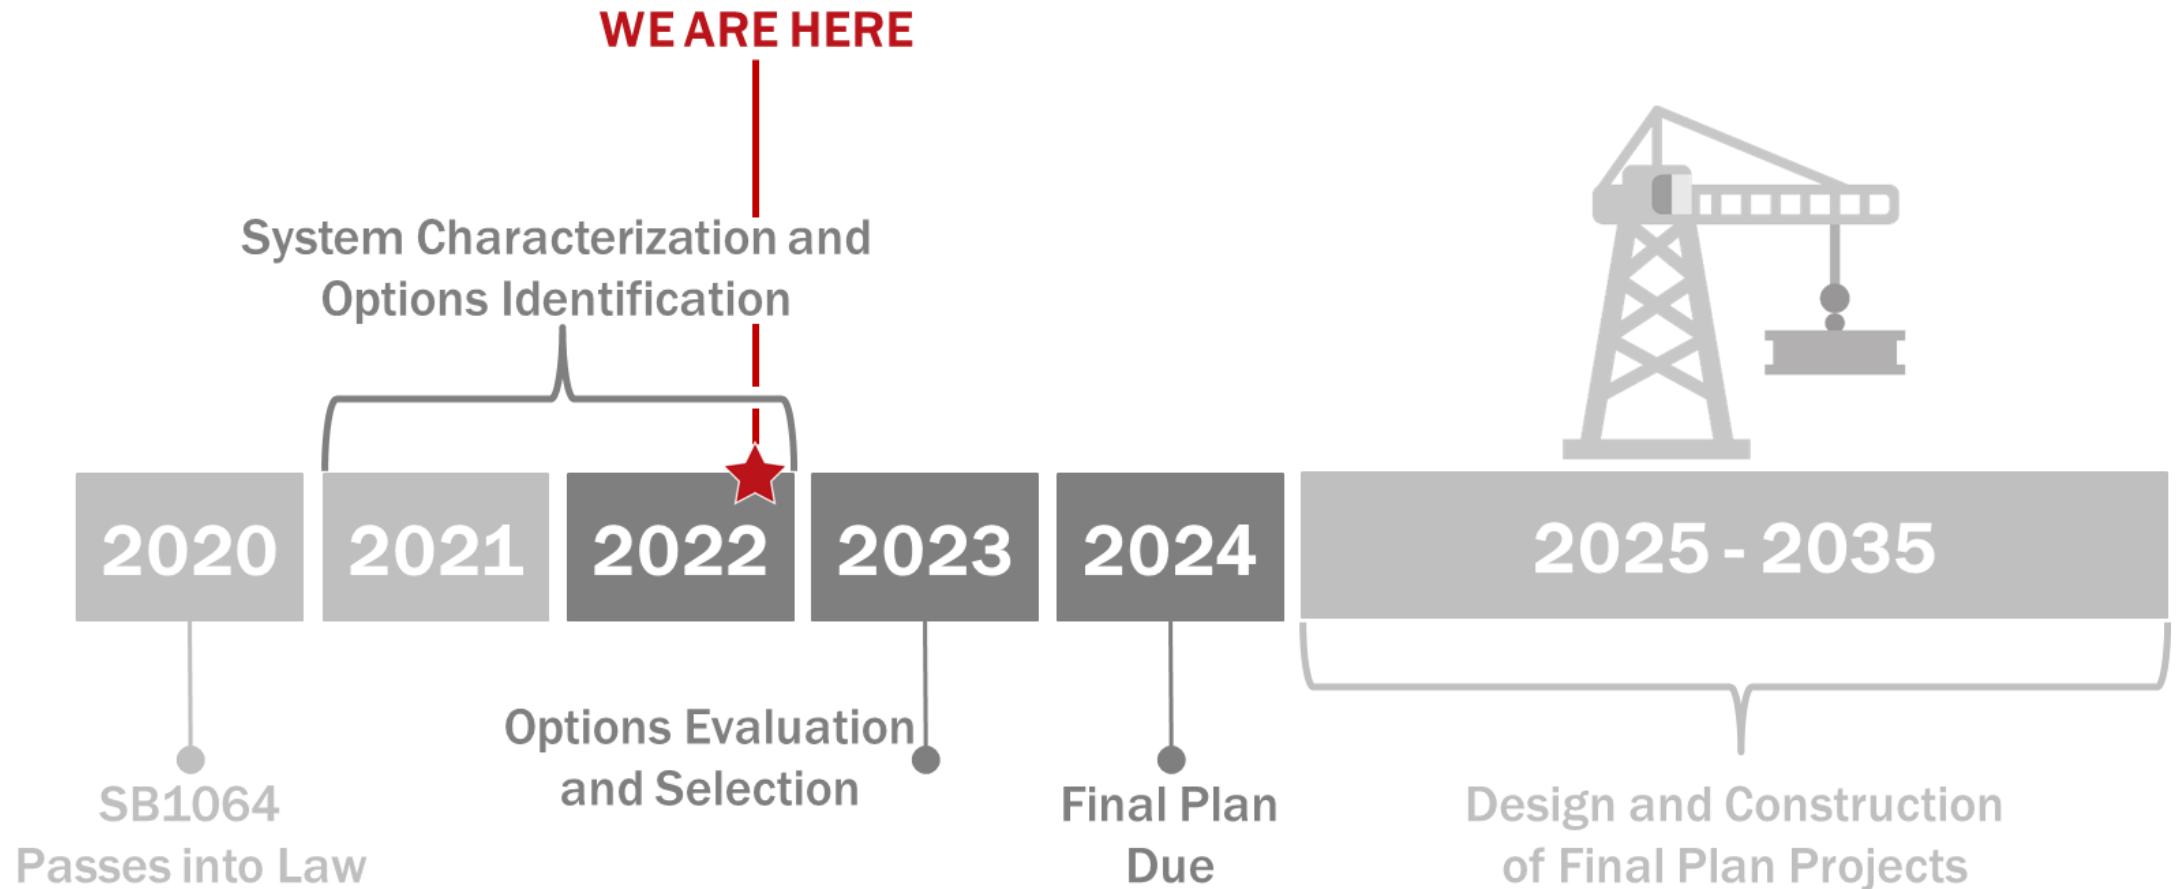 WE ARE HERE
System Characterization and
Options Identification
2020
2021
2022
2023
2024
2025 - 2035
Options Evaluation
and Selection
SB1064
Passes into Law
Final Plan
Due
Design and Construction
of Final Plan Projects